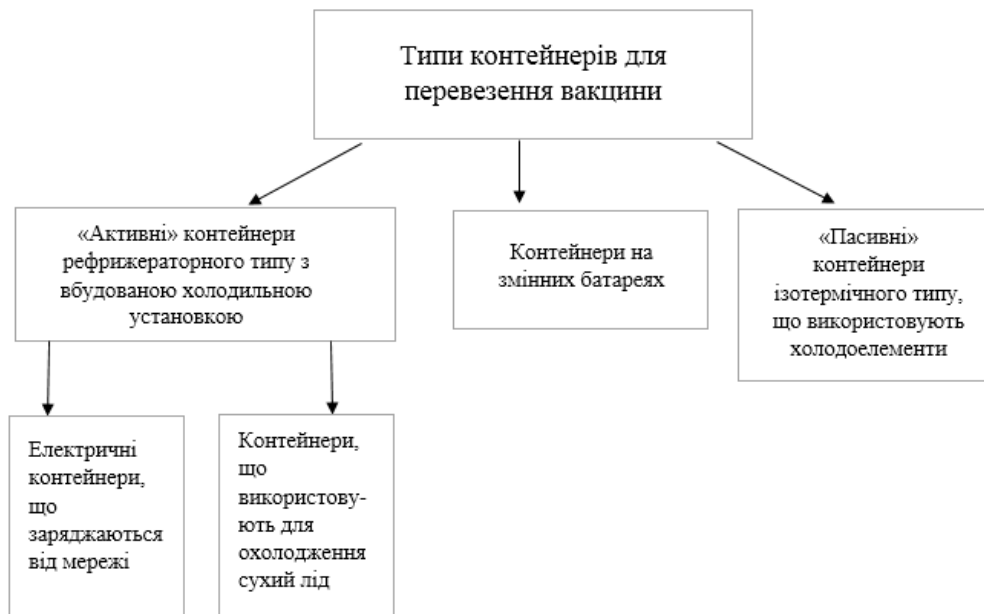 Типи контейнерів для
перевезення вакцини
«Активні» контейнери
рефрижераторного типу з
вбудованою холодильною
установкою
Контейнери на
змінних батареях
«Пасивні»
контейнери
ізотермічного типу,
що використовують
холодоелементи
Електричні
контейнери,
що
заряджаються
від мережі
Контейнери,
що
використову-
ють для
охолодження
сухий лід